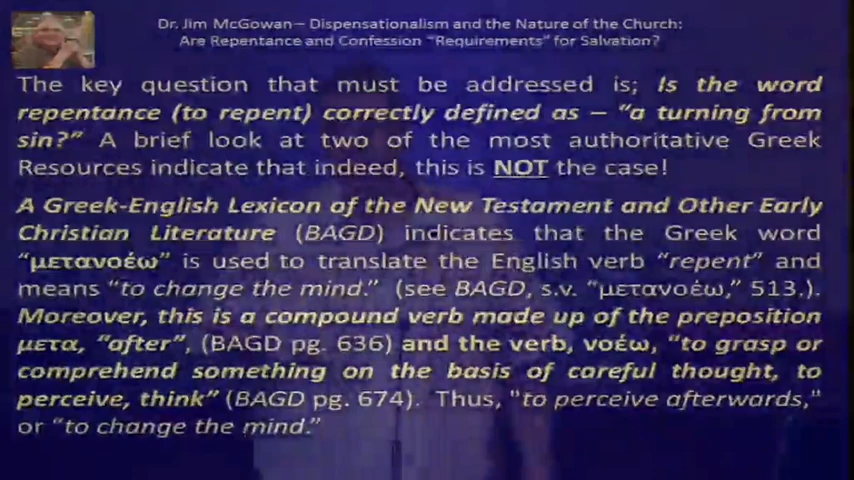 Dr. Jim McGowan – Dispensationalism and the Nature of the Church:
Are Repentance and Confession "Requirements" for Salvation?
The key question that must be addressed is; Is the word
repentance (to repent) correctly defined as – "a turning from
sin?" A brief look at two of the most authoritative Greek
Resources indicate that indeed, this is NOT the case!
A Greek-English Lexicon of the New Testament and Other Early
Christian Literature (BAGD) indicates that the Greek word
"μετανοέω" is used to translate the English verb "repent" and
means "to change the mind." (see BAGD, s.v. "μετανοέω," 513.).
Moreover, this is a compound verb made up of the preposition
μετα, "after", (BAGD pg. 636) and the verb, νοέω, "to grasp or
comprehend something on the basis of careful thought, to
perceive, think" (BAGD pg. 674). Thus, "to perceive afterwards,"
or "to change the mind."